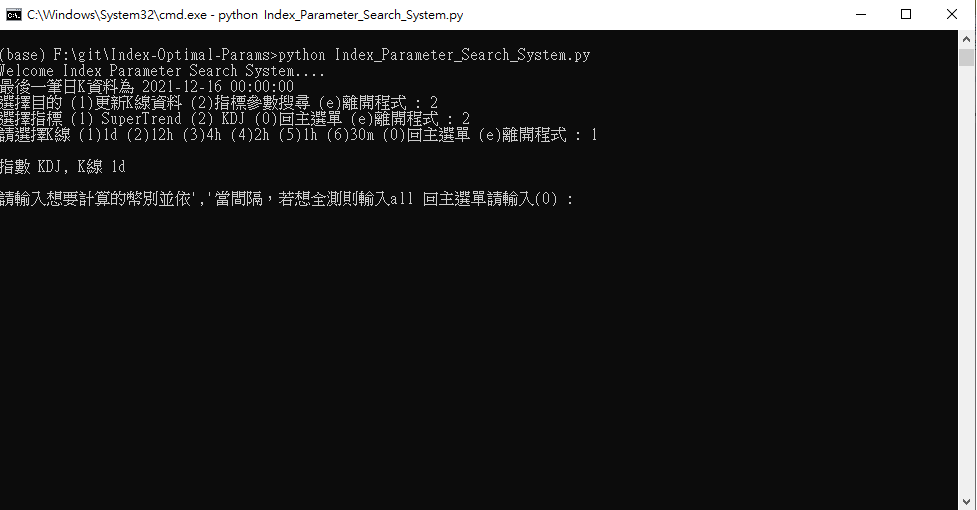 C:\Windows\System32\cmd.exe - python  Index_Parameter_Search_System.py
(base) F:\git\Index-Optimal-Params>python Index_Parameter_Search_System.py
Welcome Index Parameter Search System....
最後一筆日K資料為 2021-12-16 00:00:00
選擇目的 (1)更新K線資料 (2)指標參數搜尋 (e)離開程式 : 2
選擇指標 (1) SuperTrend (2) KDJ (0)回主選單 (e)離開程式 : 2
請選擇K線 (1)1d (2)12h (3)4h (4)2h (5)1h (6)30m (0)回主選單 (e)離開程式 : 1
指數 KDJ, K線 1d
請輸入想要計算的幣別並依','當間隔，若想全測則輸入all 回主選單請輸入(0) :